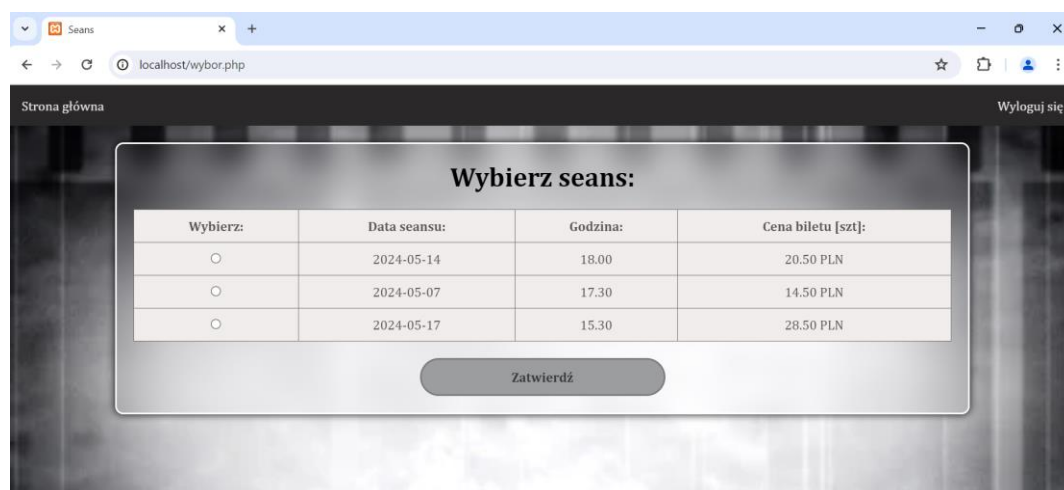 Seans
localhost/wybor.php
Strona główna Wyloguj się
Wybierz seans:
Wybierz: Data seansu: Godzina: Cena biletu [szt]:
2024-05-14 18.00 20.50 PLN
2024-05-07 17.30 14.50 PLN
2024-05-17 15.30 28.50 PLN
Zatwierdź